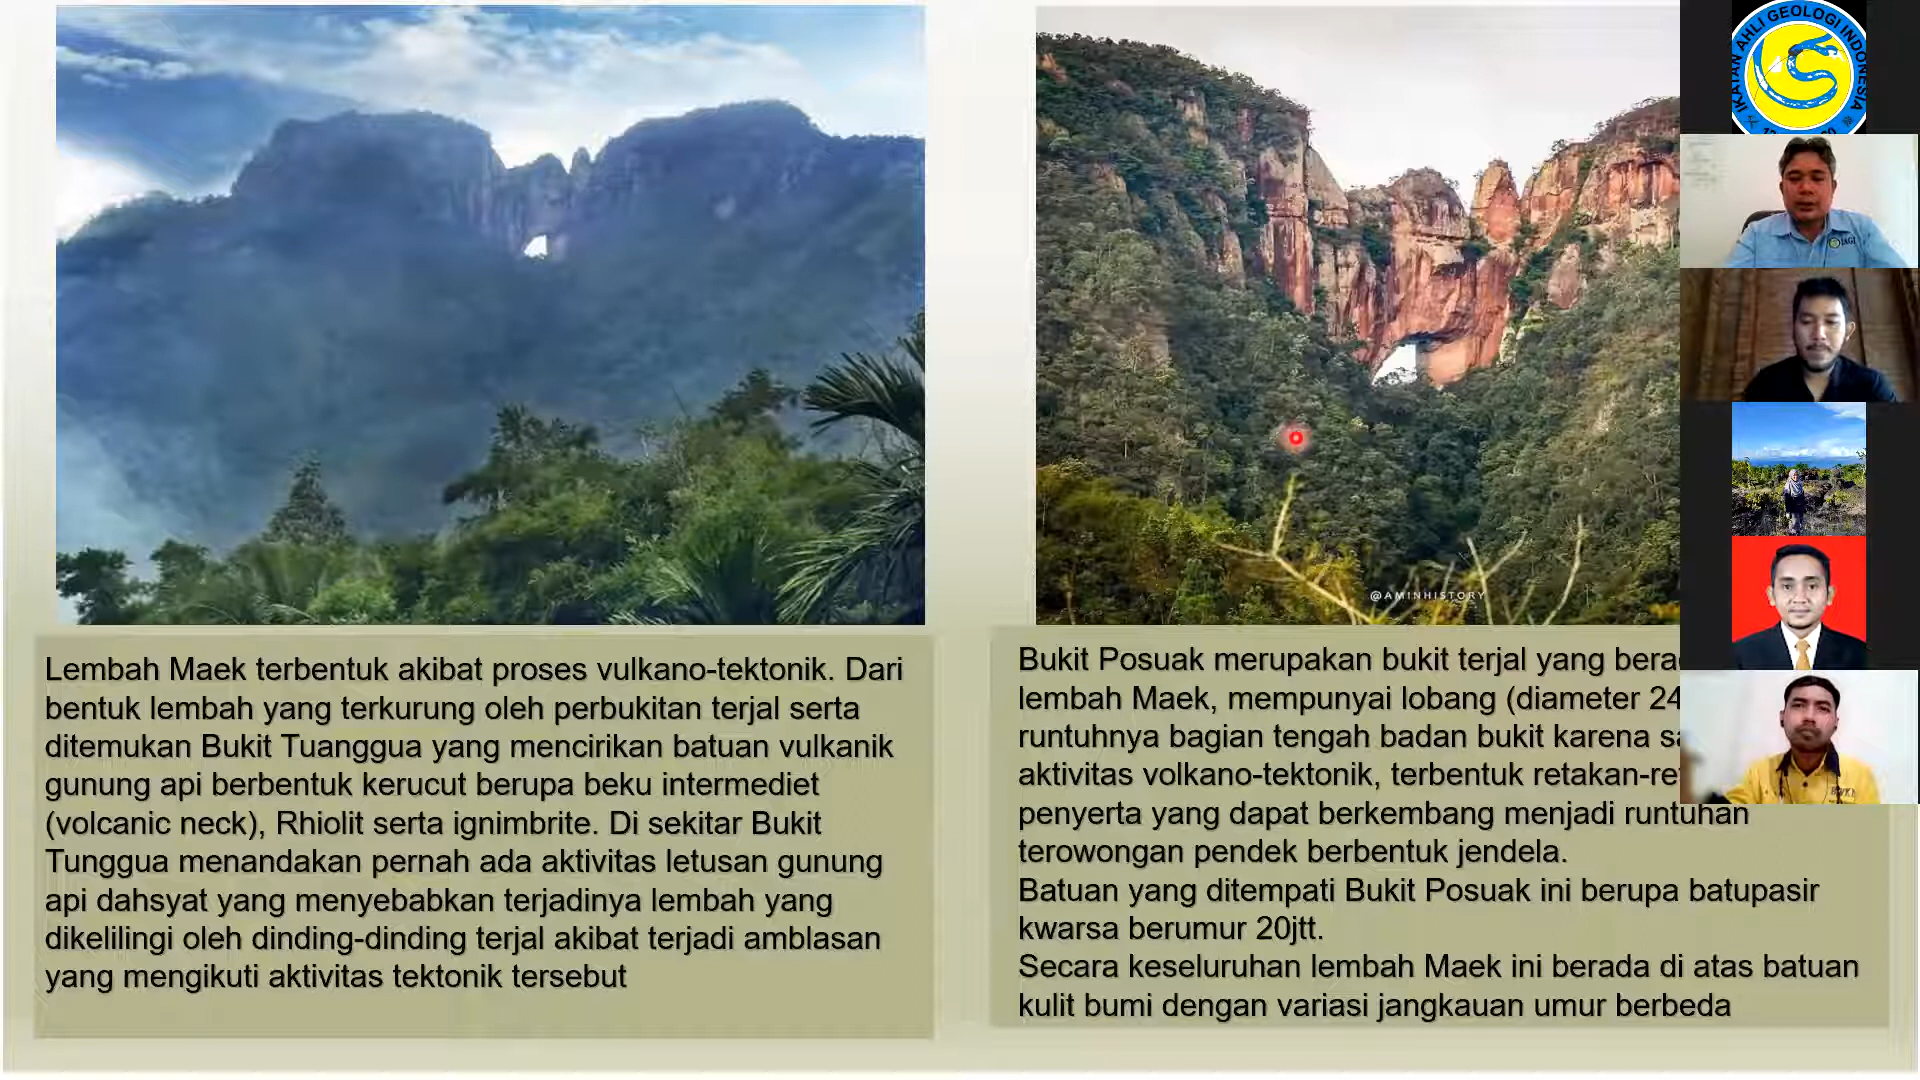 Lembah Maek terbentuk akibat proses vulkano-tektonik. Dari
bentuk lembah yang terkurung oleh perbukitan terjal serta
ditemukan Bukit Tuanggua yang mencirikan batuan vulkanik
gunung api berbentuk kerucut berupa beku intermediet
(volcanic neck), Rhiolit serta ignimbrite. Di sekitar Bukit
Tunggua menandakan pernah ada aktivitas letusan gunung
api dahsyat yang menyebabkan terjadinya lembah yang
dikelilingi oleh dinding-dinding terjal akibat terjadi amblasan
yang mengikuti aktivitas tektonik tersebut
@AMINHISTORY
Bukit Posuak merupakan bukit terjal yang
lembah Maek, mempunyai lobang (diameter 24
runtuhnya bagian tengah badan bukit karena
aktivitas volkano-tektonik, terbentuk
penyerta yang dapat berkembang menjadi runtuhan
terowongan pendek berbentuk jendela.
Batuan yang ditempati Bukit Posuak ini berupa batupasir
kwarsa berumur 20jtt.
Secara keseluruhan lembah Maek ini berada di atas batuan
kulit bumi dengan variasi jangkauan umur berbeda
IKATAN AHLI GEOLOGI INDONESIA
IAGI